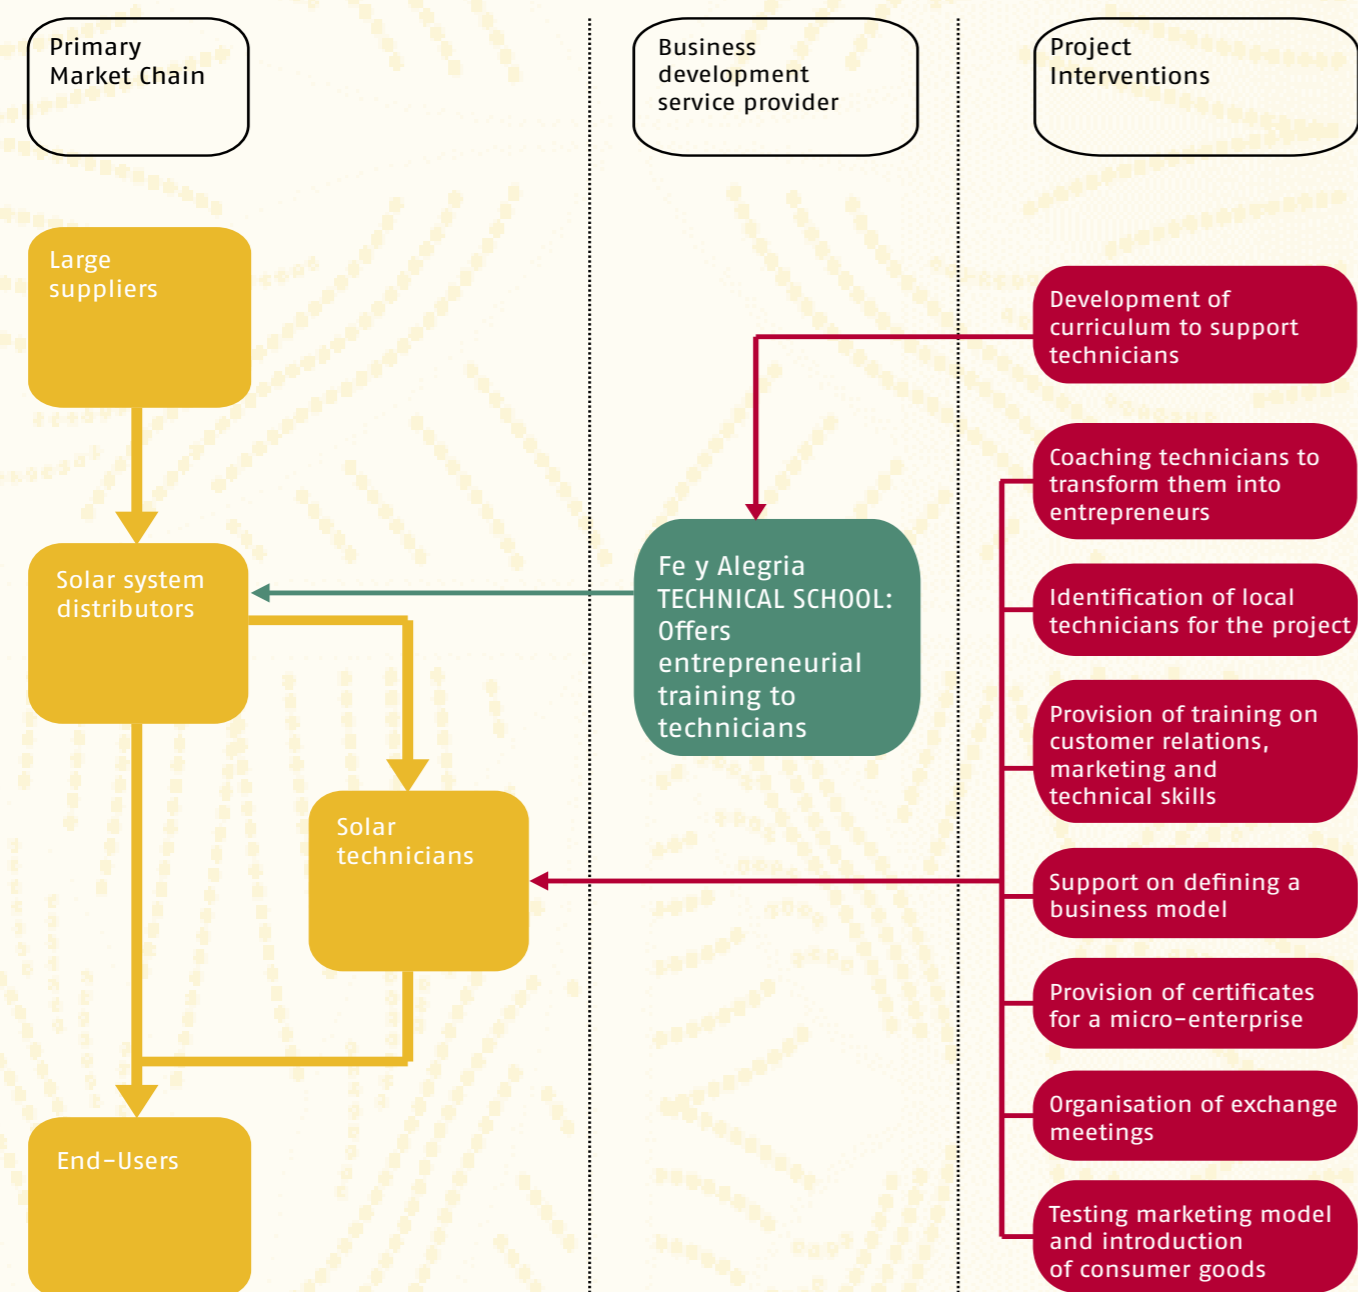 Primary
Market Chain
Business
development
service provider
Project
Interventions
Large
suppliers
Solar system
distributors
Solar
technicians
End-Users
Fe y Alegria
TECHNICAL SCHOOL:
Offers
entrepreneurial
training to
technicians
Development of
curriculum to support
technicians
Coaching technicians to
transform them into
entrepreneurs
Identification of local
technicians for the project
Provision of training on
customer relations,
marketing and
technical skills
Support on defining a
business model
Provision of certificates
for a micro-enterprise
Organisation of exchange
meetings
Testing marketing model
and introduction
of consumer goods